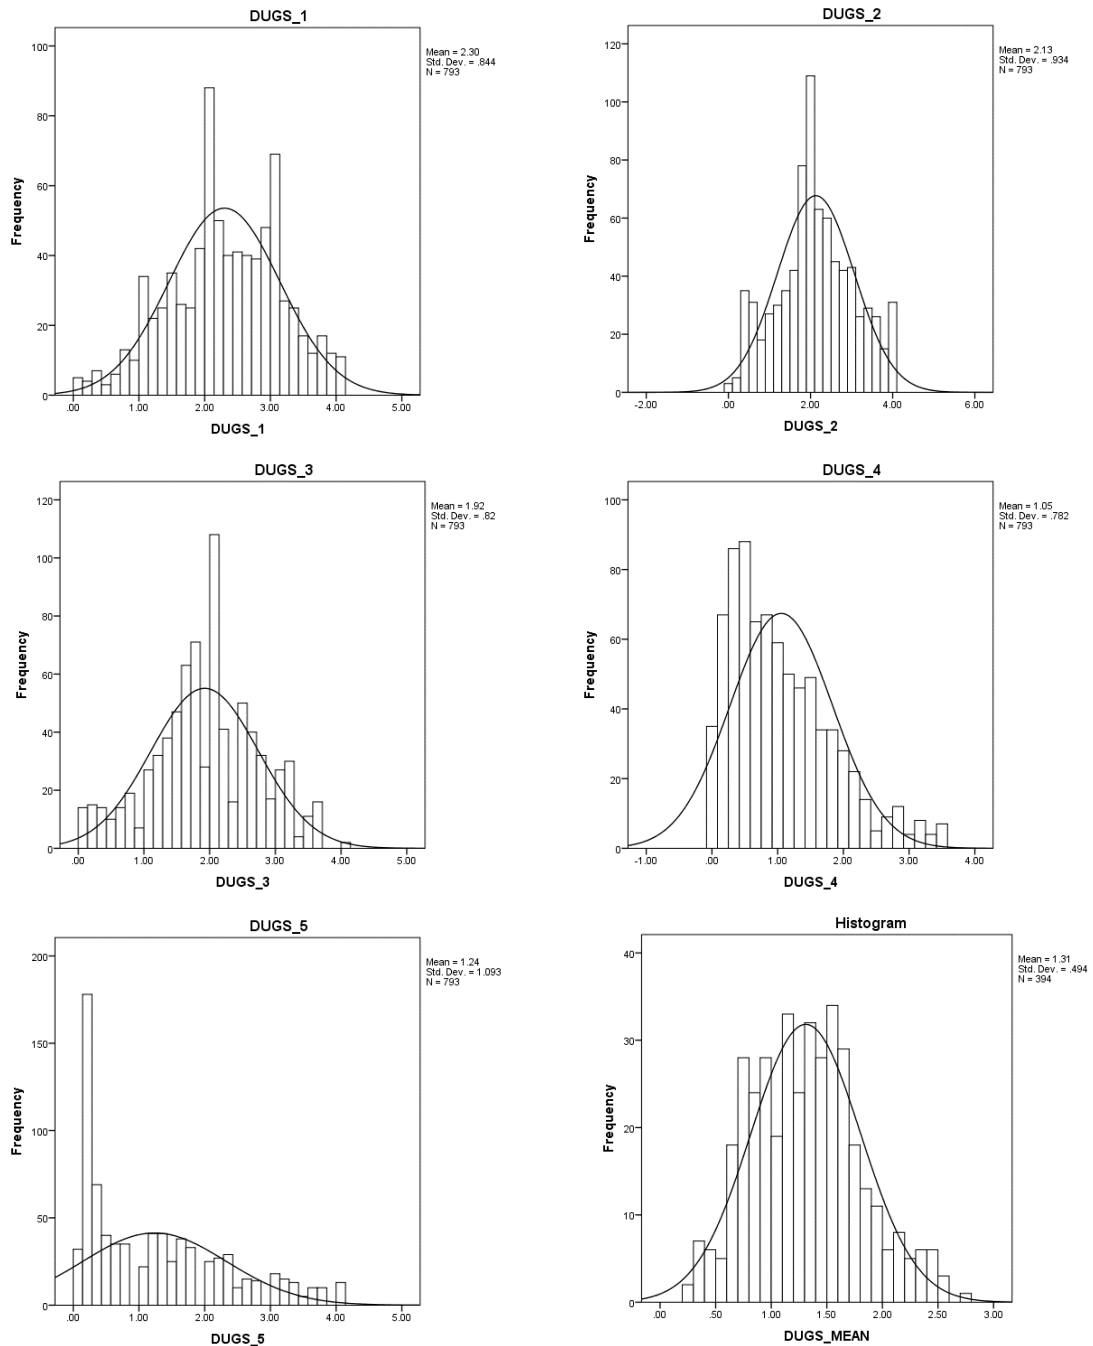 DUGS_1
Mean = 2.30
Std. Dev. = .844
N = 793
100
80
60
40
20
0
Frequency
.00 1.00 2.00 3.00 4.00 5.00
DUGS_1
DUGS_2
Mean = 2.13
Std. Dev. = .934
N = 793
120
100
80
60
40
20
0
Frequency
-2.00 .00 2.00 4.00 6.00
DUGS_2
DUGS_3
Mean = 1.92
Std. Dev. = .82
N = 793
120
100
80
60
40
20
0
Frequency
.00 1.00 2.00 3.00 4.00 5.00
DUGS_3
DUGS_4
Mean = 1.05
Std. Dev. = .782
N = 793
100
80
60
40
20
0
Frequency
-1.00 .00 1.00 2.00 3.00 4.00
DUGS_4
DUGS_5
Mean = 1.24
Std. Dev. = 1.093
N = 793
200
150
100
50
0
Frequency
.00 1.00 2.00 3.00 4.00 5.00
DUGS_5
Histogram
Mean = 1.31
Std. Dev. = .494
N = 394
40
30
20
10
0
Frequency
.00 .50 1.00 1.50 2.00 2.50 3.00
DUGS_MEAN